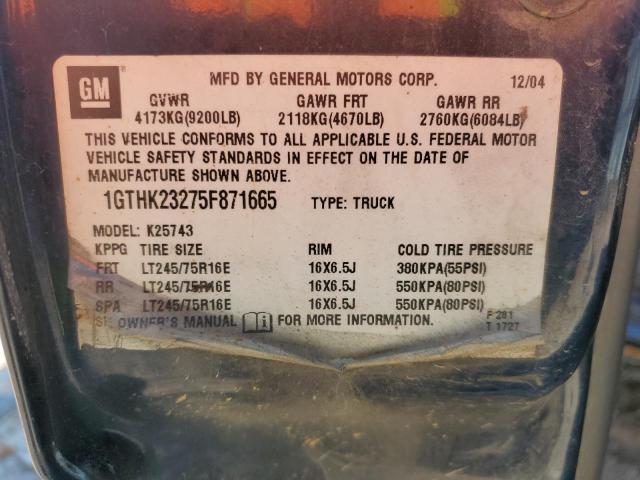 GM
MFD BY GENERAL MOTORS CORP. 12/04
GVWR GAWR FRT GAWR RR
4173KG(9200LB) 2118KG(4670LB) 2760KG(6084LB)
THIS VEHICLE CONFORMS TO ALL APPLICABLE U.S. FEDERAL MOTOR
VEHICLE SAFETY STANDARDS IN EFFECT ON THE DATE OF
MANUFACTURE SHOWN ABOVE.
1GTHK23275F871665 TYPE: TRUCK
MODEL: K25743
KPPG TIRE SIZE RIM COLD TIRE PRESSURE
FRT LT245/75R16E 16X6.5J 380KPA(55PSI)
RR LT245/75R16E 16X6.5J 550KPA(80PSI)
SPA LT245/75R16E 16X6.5J 550KPA(80PSI)
OWNER'S MANUAL FOR MORE INFORMATION.
F 281
T 1727